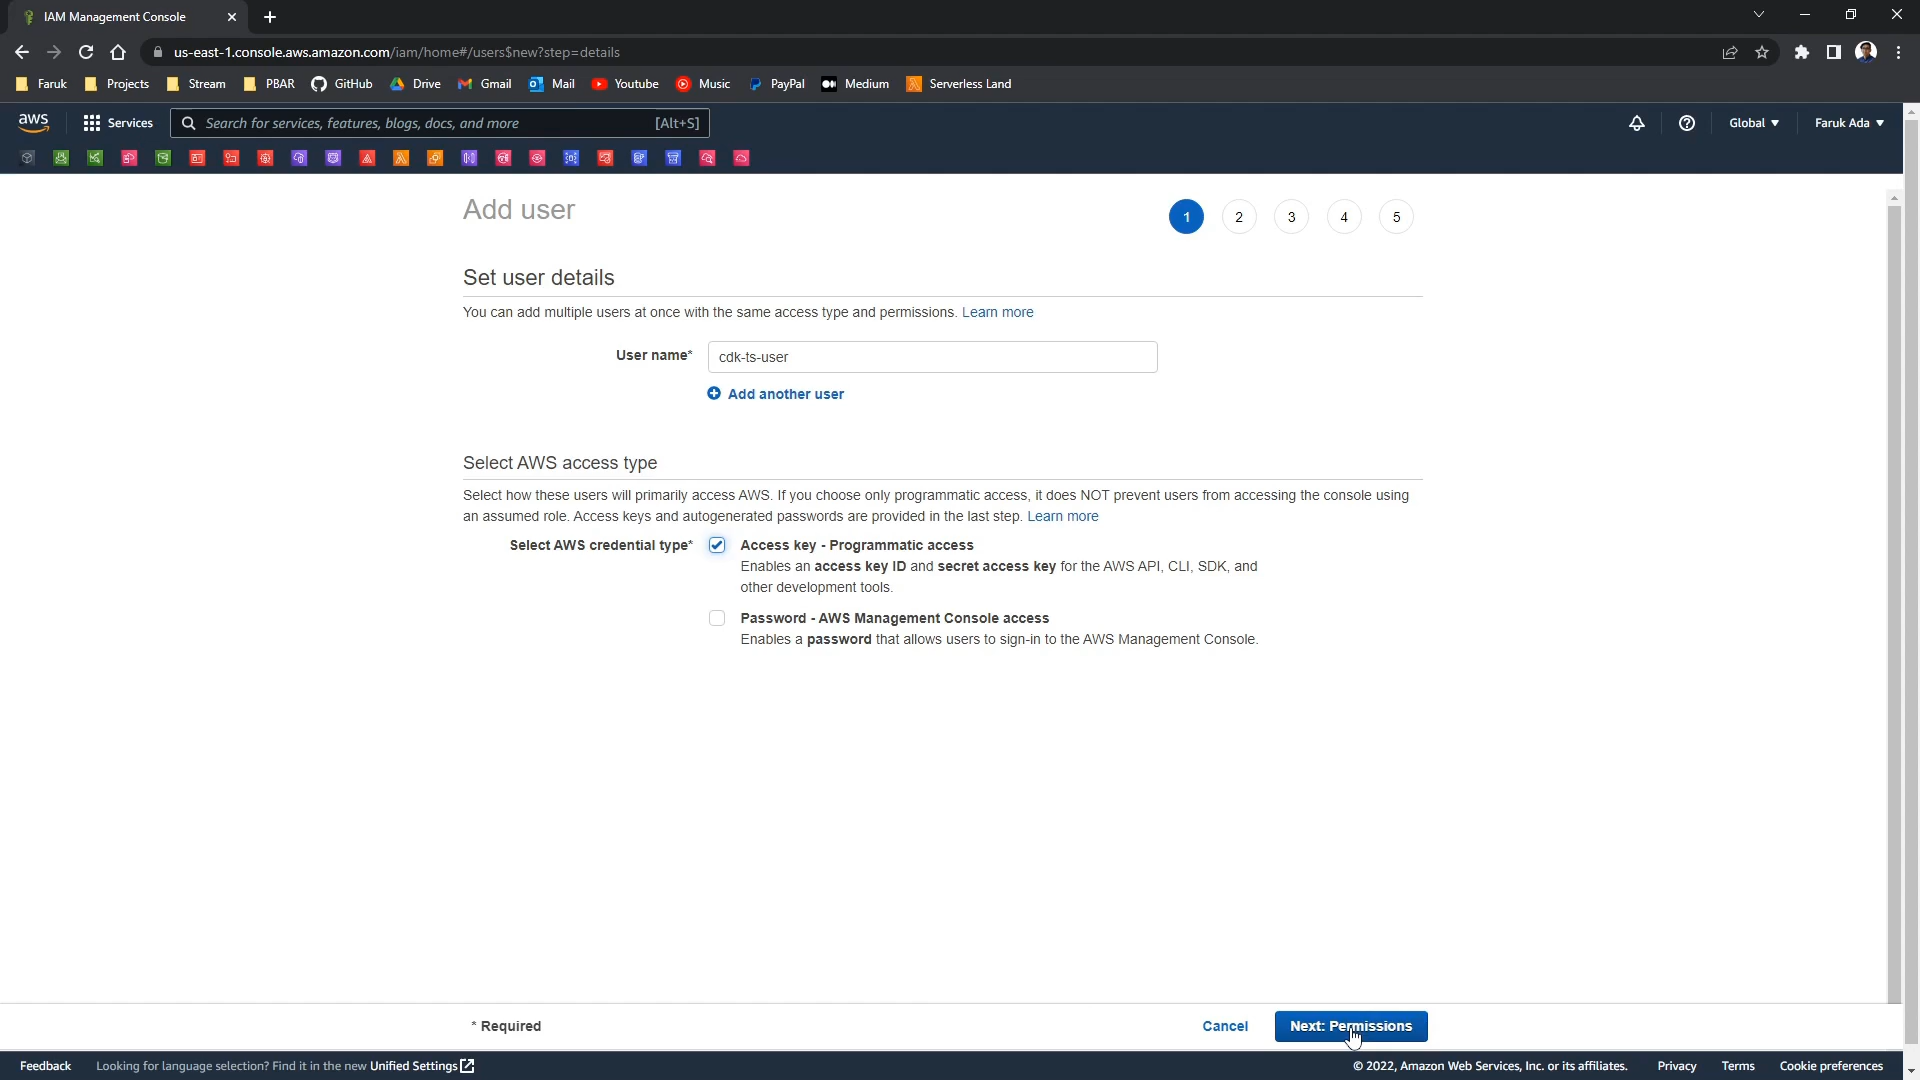 IAM Management Console
us-east-1.console.aws.amazon.com/iam/home#/users$new?step=details
Faruk Projects Stream PBAR GitHub Drive Gmail Mail Youtube Music PayPal Medium Serverless Land
aws Services Search for services, features, blogs, docs, and more [Alt+S] Global Faruk Ada
Add user 1 2 3 4 5
Set user details
You can add multiple users at once with the same access type and permissions. Learn more
User name* cdk-ts-user
Add another user
Select AWS access type
Select how these users will primarily access AWS. If you choose only programmatic access, it does NOT prevent users from accessing the console using
an assumed role. Access keys and autogenerated passwords are provided in the last step. Learn more
Select AWS credential type* Access key - Programmatic access
Enables an access key ID and secret access key for the AWS API, CLI, SDK, and
other development tools.
Password - AWS Management Console access
Enables a password that allows users to sign-in to the AWS Management Console.
* Required Cancel Next: Permissions
Feedback Looking for language selection? Find it in the new Unified Settings © 2022, Amazon Web Services, Inc. or its affiliates. Privacy Terms Cookie preferences